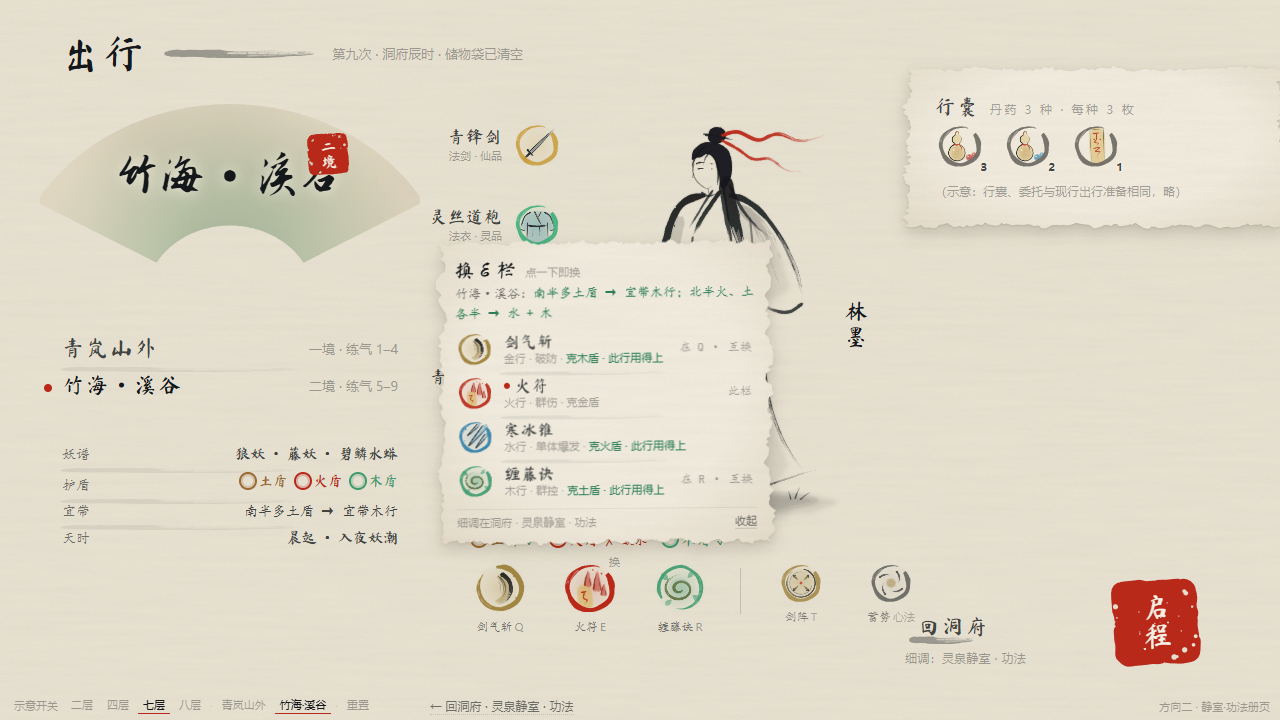 出行
第九次 · 洞府辰时 · 储物袋已清空
竹海 · 溪谷
二境
青锋剑
法剑 · 仙品
灵丝道袍
法衣 · 灵品
行囊 丹药 3 种 · 每种 3 枚
3 2 1
（示意：行囊、委托与现行出行准备相同，略）
青岚山外 一境 · 练气 1–4
竹海 · 溪谷 二境 · 练气 5–9
妖谱 狼妖 · 藤妖 · 碧鳞水蟒
护盾 土盾 火盾 木盾
宜带 南半多土盾 → 宜带木行
天时 晨起 · 入夜妖潮
换 E 栏 点一下即换
竹海 · 溪谷：南半多土盾 → 宜带木行；北半火、土
各半 → 水 + 木
剑气斩 在 Q · 互换
金行 · 破防 · 克木盾 · 此行用得上
火符 此栏
火行 · 群伤 · 克金盾
寒冰锥
水行 · 单体爆发 · 克火盾 · 此行用得上
缠藤诀 在 R · 互换
木行 · 群控 · 克土盾 · 此行用得上
细调在洞府 · 灵泉静室 · 功法 收起
青
林墨
换
剑气斩 Q 火符 E 缠藤诀 R 剑阵 T 蓄势 心法
回洞府
细调：灵泉静室 · 功法
启程
示意开关 二层 四层 七层 八层 · 青岚山外 竹海·溪谷 · 重置
← 回洞府 · 灵泉静室 · 功法
方向二 · 静室·功法册页